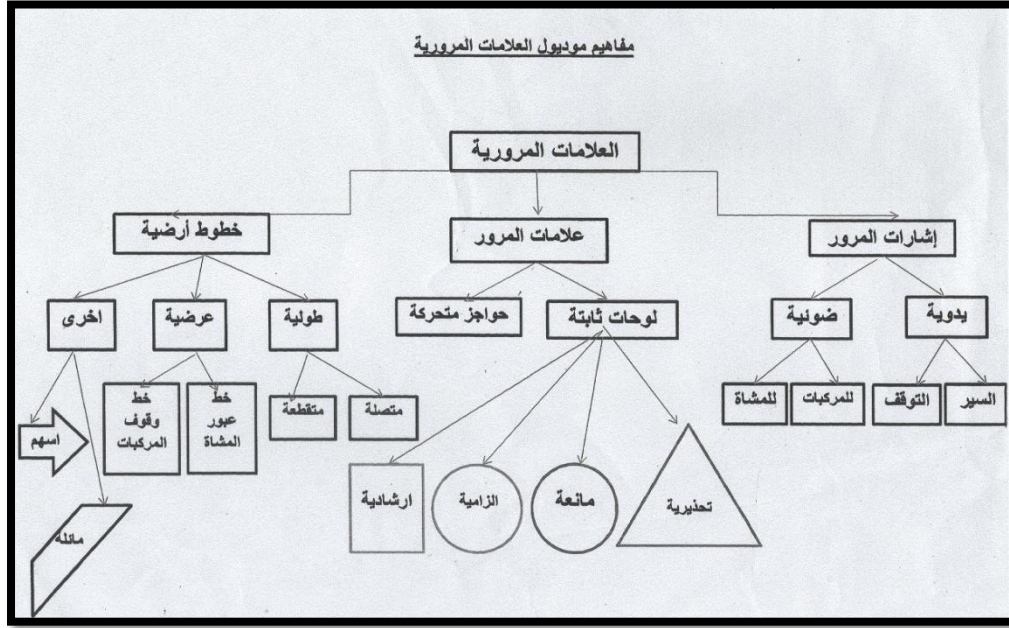 مفاهيم موديول العلامات المرورية
العلامات المرورية
إشارات المرور
علامات المرور
خطوط أرضية
يدوية
ضوئية
لوحات ثابتة
حواجز متحركة
طولية
عرضية
اخرى
السير
التوقف
للمركبات
للمشاة
متصلة
متقطعة
خط
عبور
المشاة
خط
وقوف
المركبات
اسهم
تحذيرية
مانعة
الزامية
ارشادية
مائلة